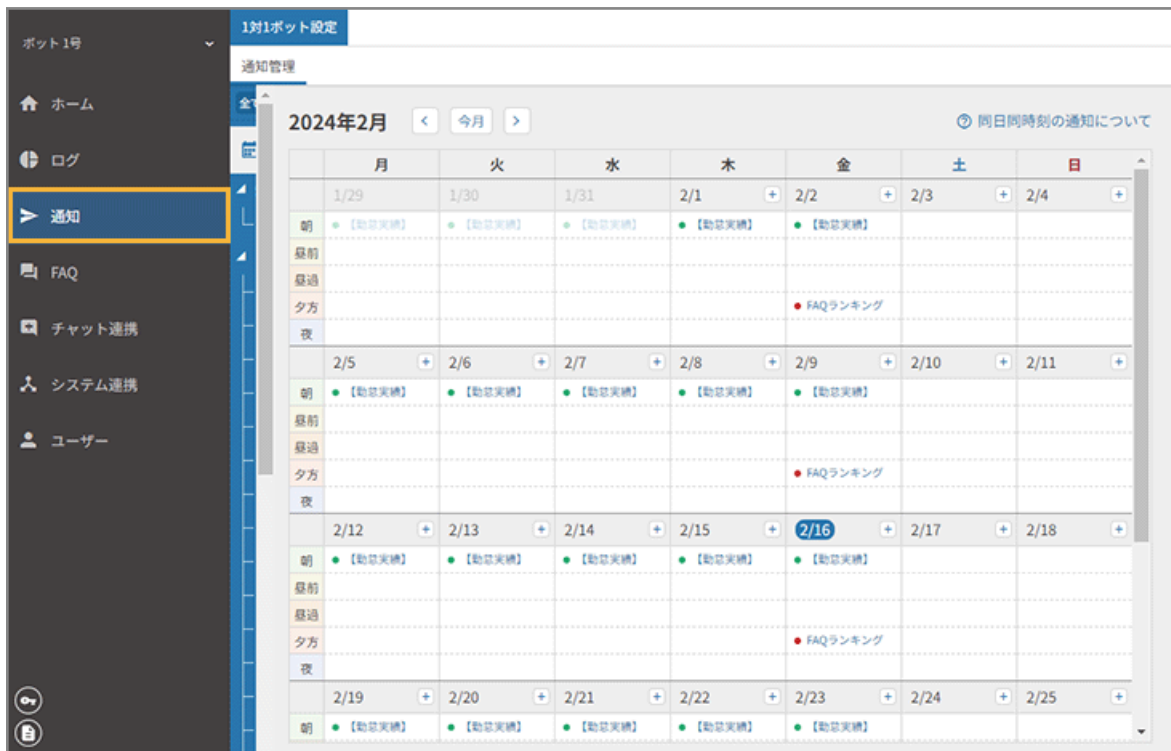 ボット1号
ホーム
ログ
通知
FAQ
チャット連携
システム連携
ユーザー
1対1ボット設定
通知管理
2024年2月 < 今月 >
同日同時刻の通知について
月 火 水 木 金 土 日
1/29 1/30 1/31 2/1 + 2/2 + 2/3 + 2/4 +
朝 【勤怠実績】 【勤怠実績】 【勤怠実績】 【勤怠実績】 【勤怠実績】
昼前
昼過
夕方 FAQランキング
夜
2/5 + 2/6 + 2/7 + 2/8 + 2/9 + 2/10 + 2/11 +
朝 【勤怠実績】 【勤怠実績】 【勤怠実績】 【勤怠実績】 【勤怠実績】
昼前
昼過
夕方 FAQランキング
夜
2/12 + 2/13 + 2/14 + 2/15 + 2/16 + 2/17 + 2/18 +
朝 【勤怠実績】 【勤怠実績】 【勤怠実績】 【勤怠実績】 【勤怠実績】
昼前
昼過
夕方 FAQランキング
夜
2/19 + 2/20 + 2/21 + 2/22 + 2/23 + 2/24 + 2/25 +
朝 【勤怠実績】 【勤怠実績】 【勤怠実績】 【勤怠実績】 【勤怠実績】